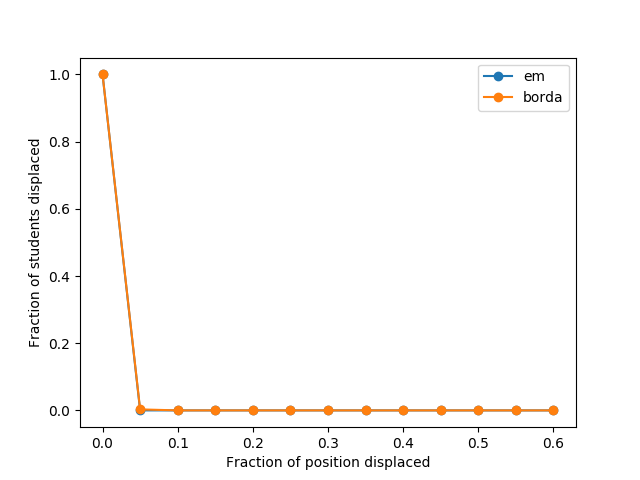 em
borda
1.0
0.8
0.6
0.4
0.2
0.0
Fraction of students displaced
0.0 0.1 0.2 0.3 0.4 0.5 0.6
Fraction of position displaced